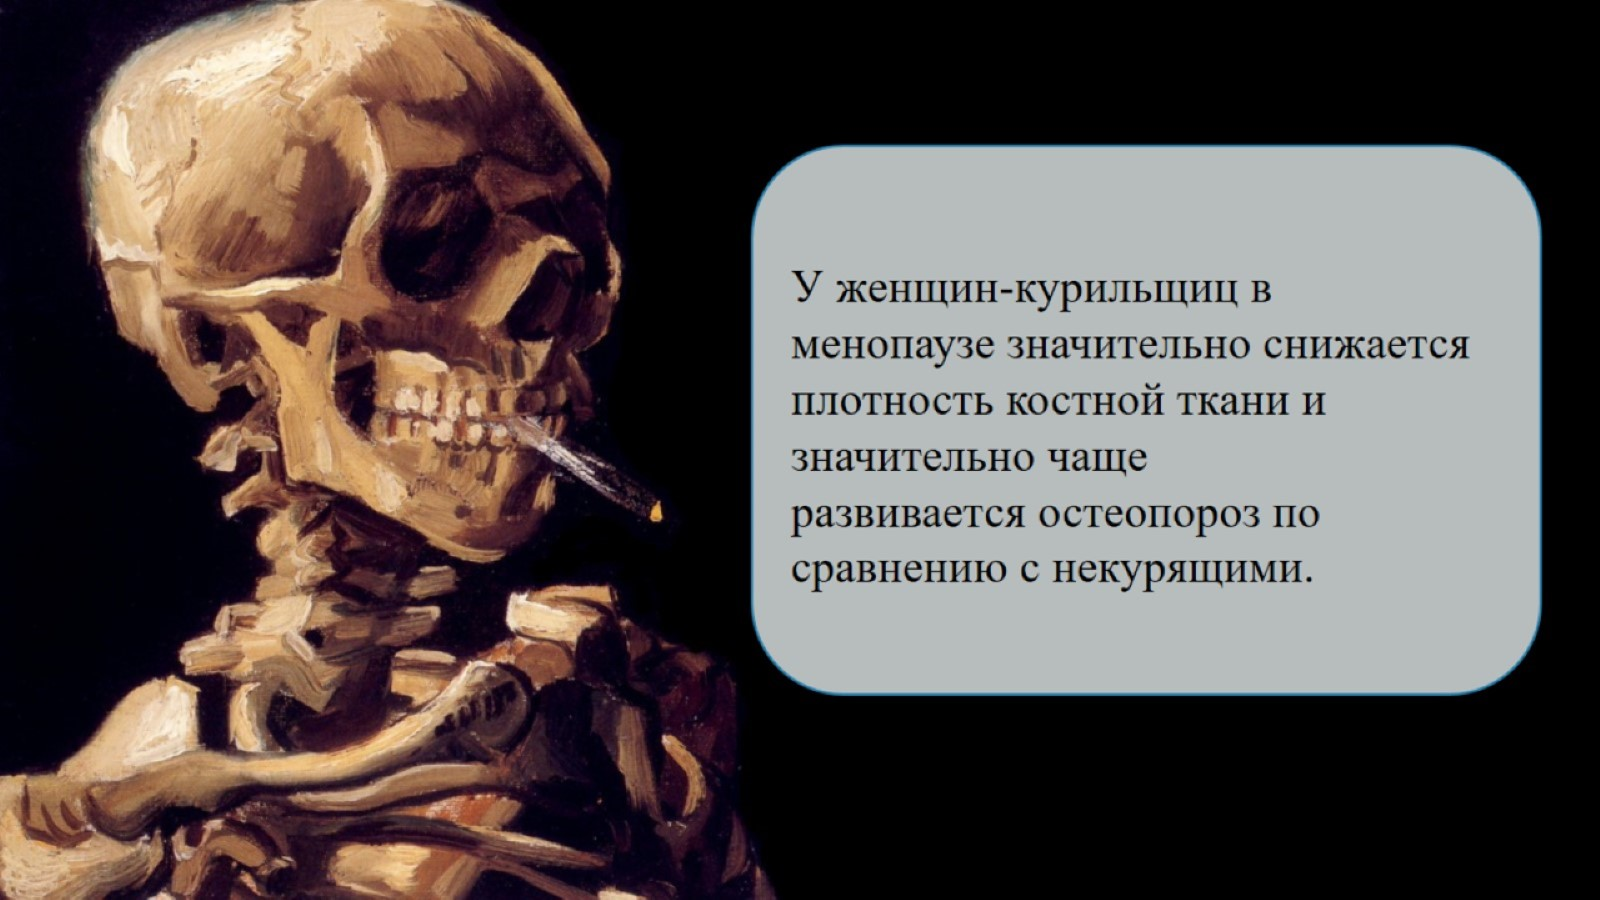 У женщин-курильщиц в
менопаузе значительно снижается
плотность костной ткани и
значительно чаще
развивается остеопороз по
сравнению с некурящими.